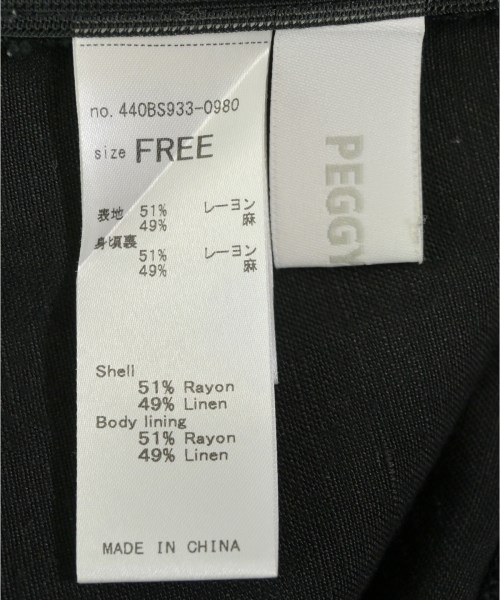 no. 440BS933-0980
size FREE
表地 51% レーヨン
49% 麻
身頃裏
51% レーヨン
49% 麻
Shell
51% Rayon
49% Linen
Body lining
51% Rayon
49% Linen
MADE IN CHINA
PEGGY